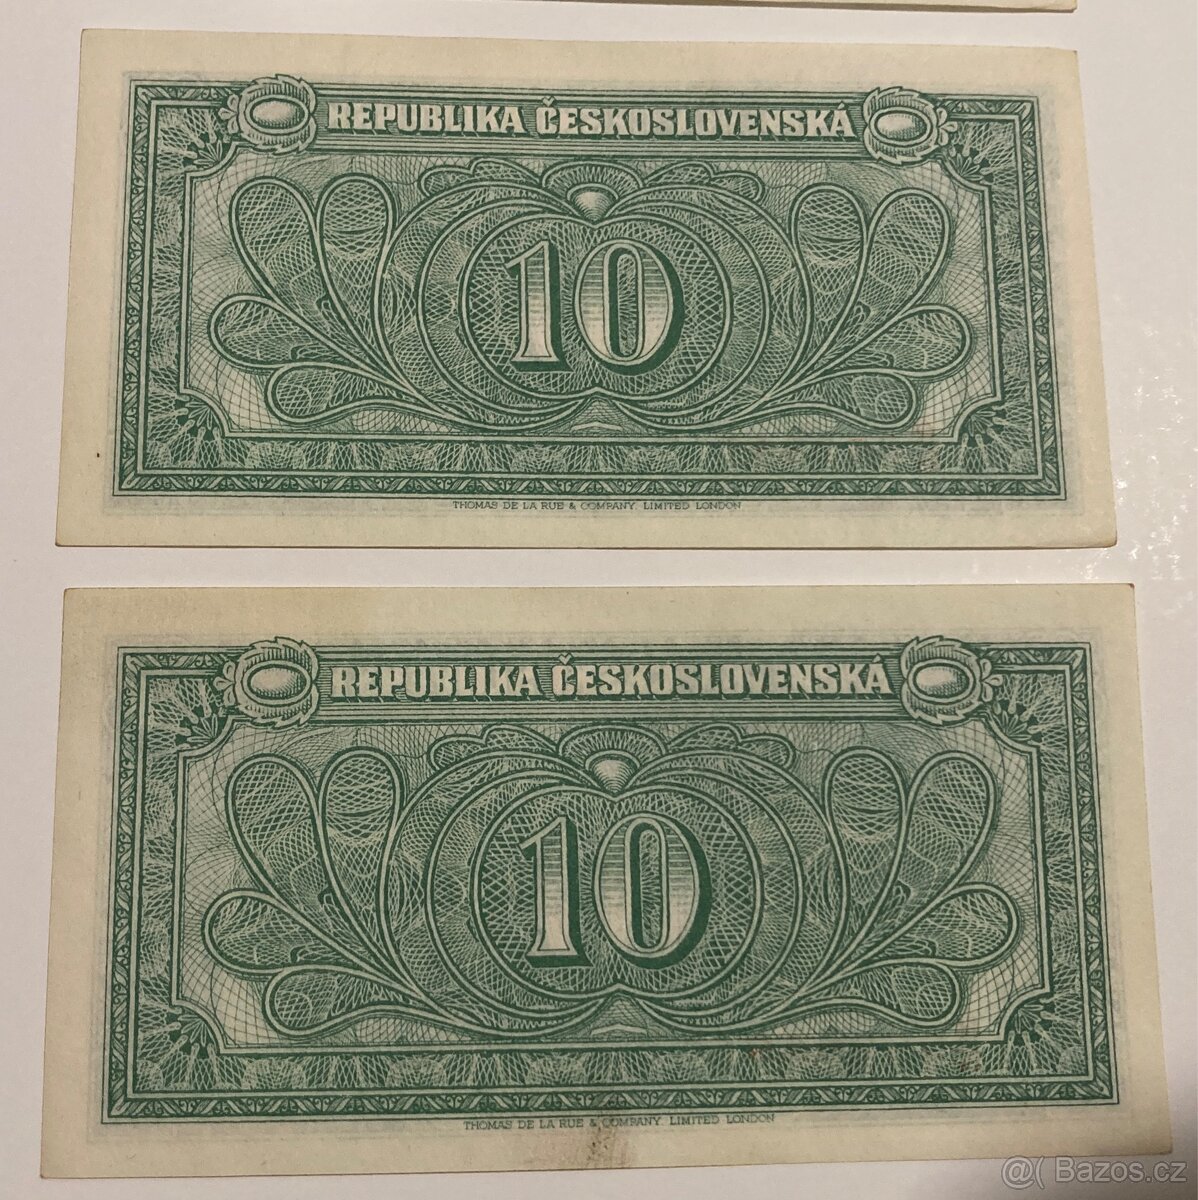 REPUBLIKA ČESKOSLOVENSKÁ
10
THOMAS DE LA RUE & COMPANY. LIMITED LONDON
REPUBLIKA ČESKOSLOVENSKÁ
10
THOMAS DE LA RUE & COMPANY. LIMITED LONDON
@( Bazos.cz